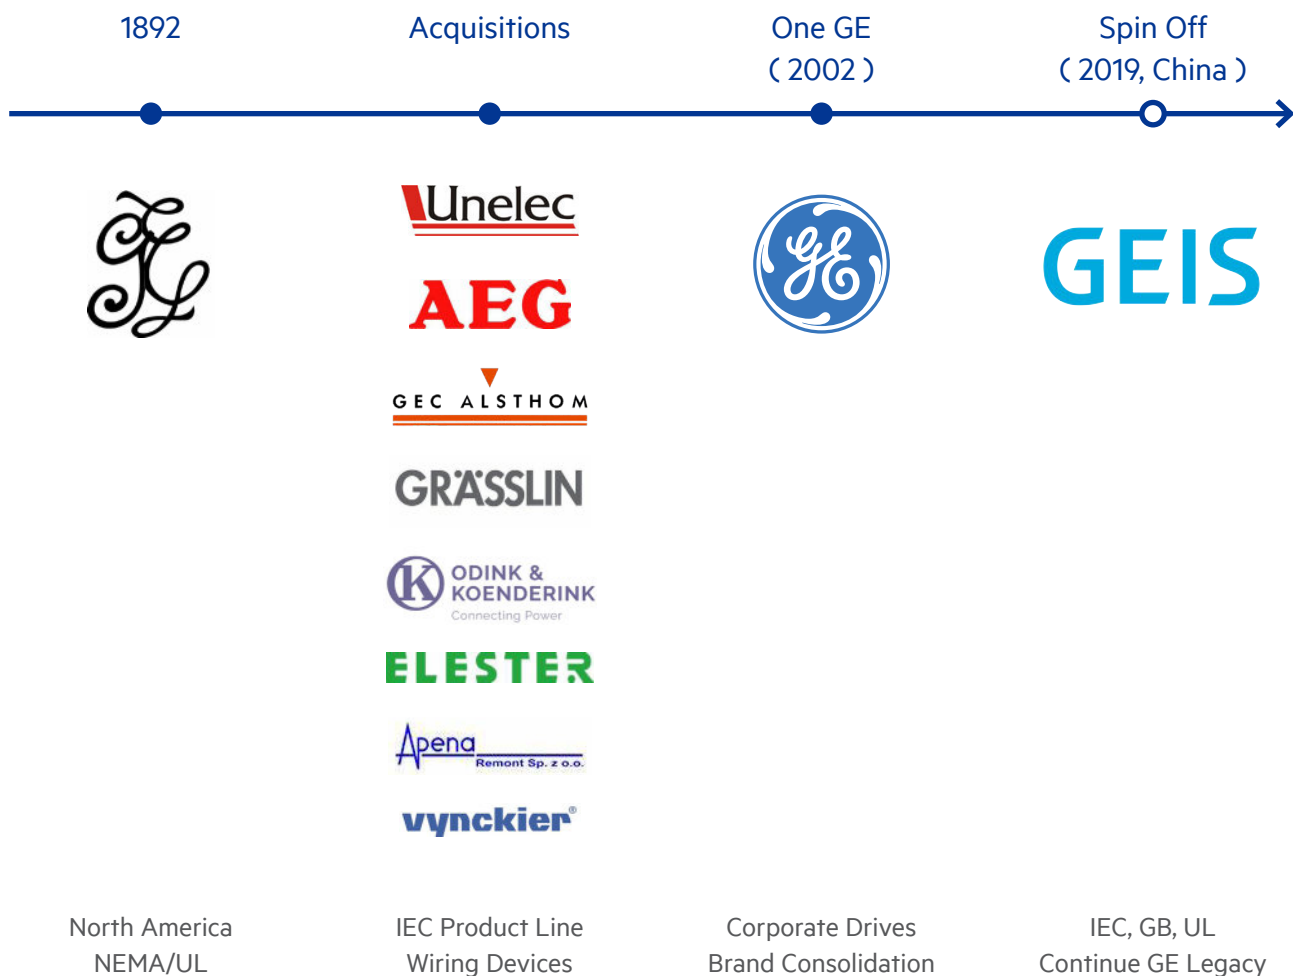 1892
Acquisitions
One GE
( 2002 )
Spin Off
( 2019, China )
GE
Unelec
AEG
GEC ALSTHOM
GRÄSSLIN
K
ODINK &
KOENDERINK
Connecting Power
ELESTER
Apena
Remont Sp. z o.o.
vynckier®
GE
GEIS
North America
NEMA/UL
IEC Product Line
Wiring Devices
Corporate Drives
Brand Consolidation
IEC, GB, UL
Continue GE Legacy